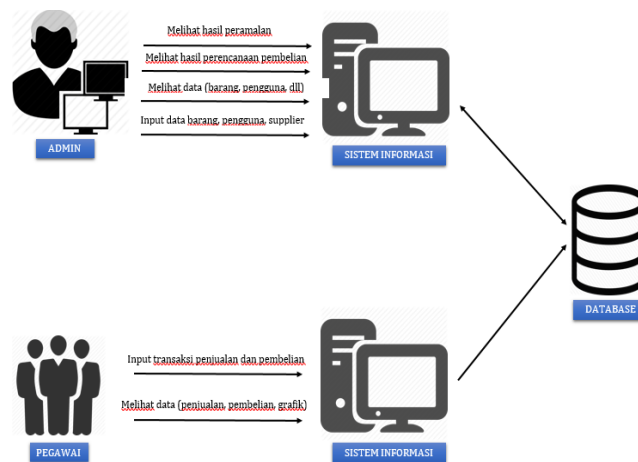 Melihat hasil peramalan
Melihat hasil perencanaan pembelian
Melihat data (barang, pengguna, dll)
Input data barang, pengguna, supplier
ADMIN
SISTEM INFORMASI
DATABASE
Input transaksi penjualan dan pembelian
Melihat data (penjualan, pembelian, grafik)
PEGAWAI
SISTEM INFORMASI